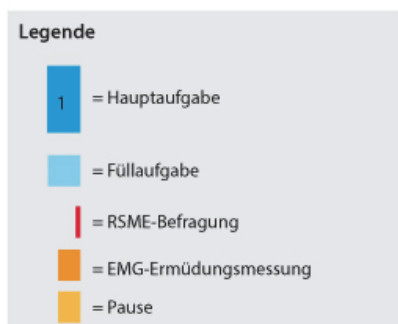 Legende
1 = Hauptaufgabe
= Füllaufgabe
= RSME-Befragung
= EMG-Ermüdungsmessung
= Pause